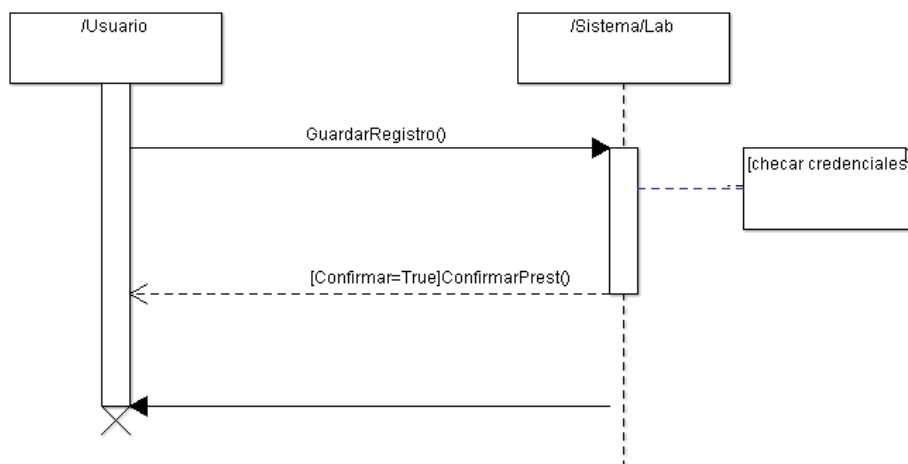 /Usuario
/Sistema/Lab
GuardarRegistro()
[checar credenciales
[Confirmar=True]ConfirmarPrest()